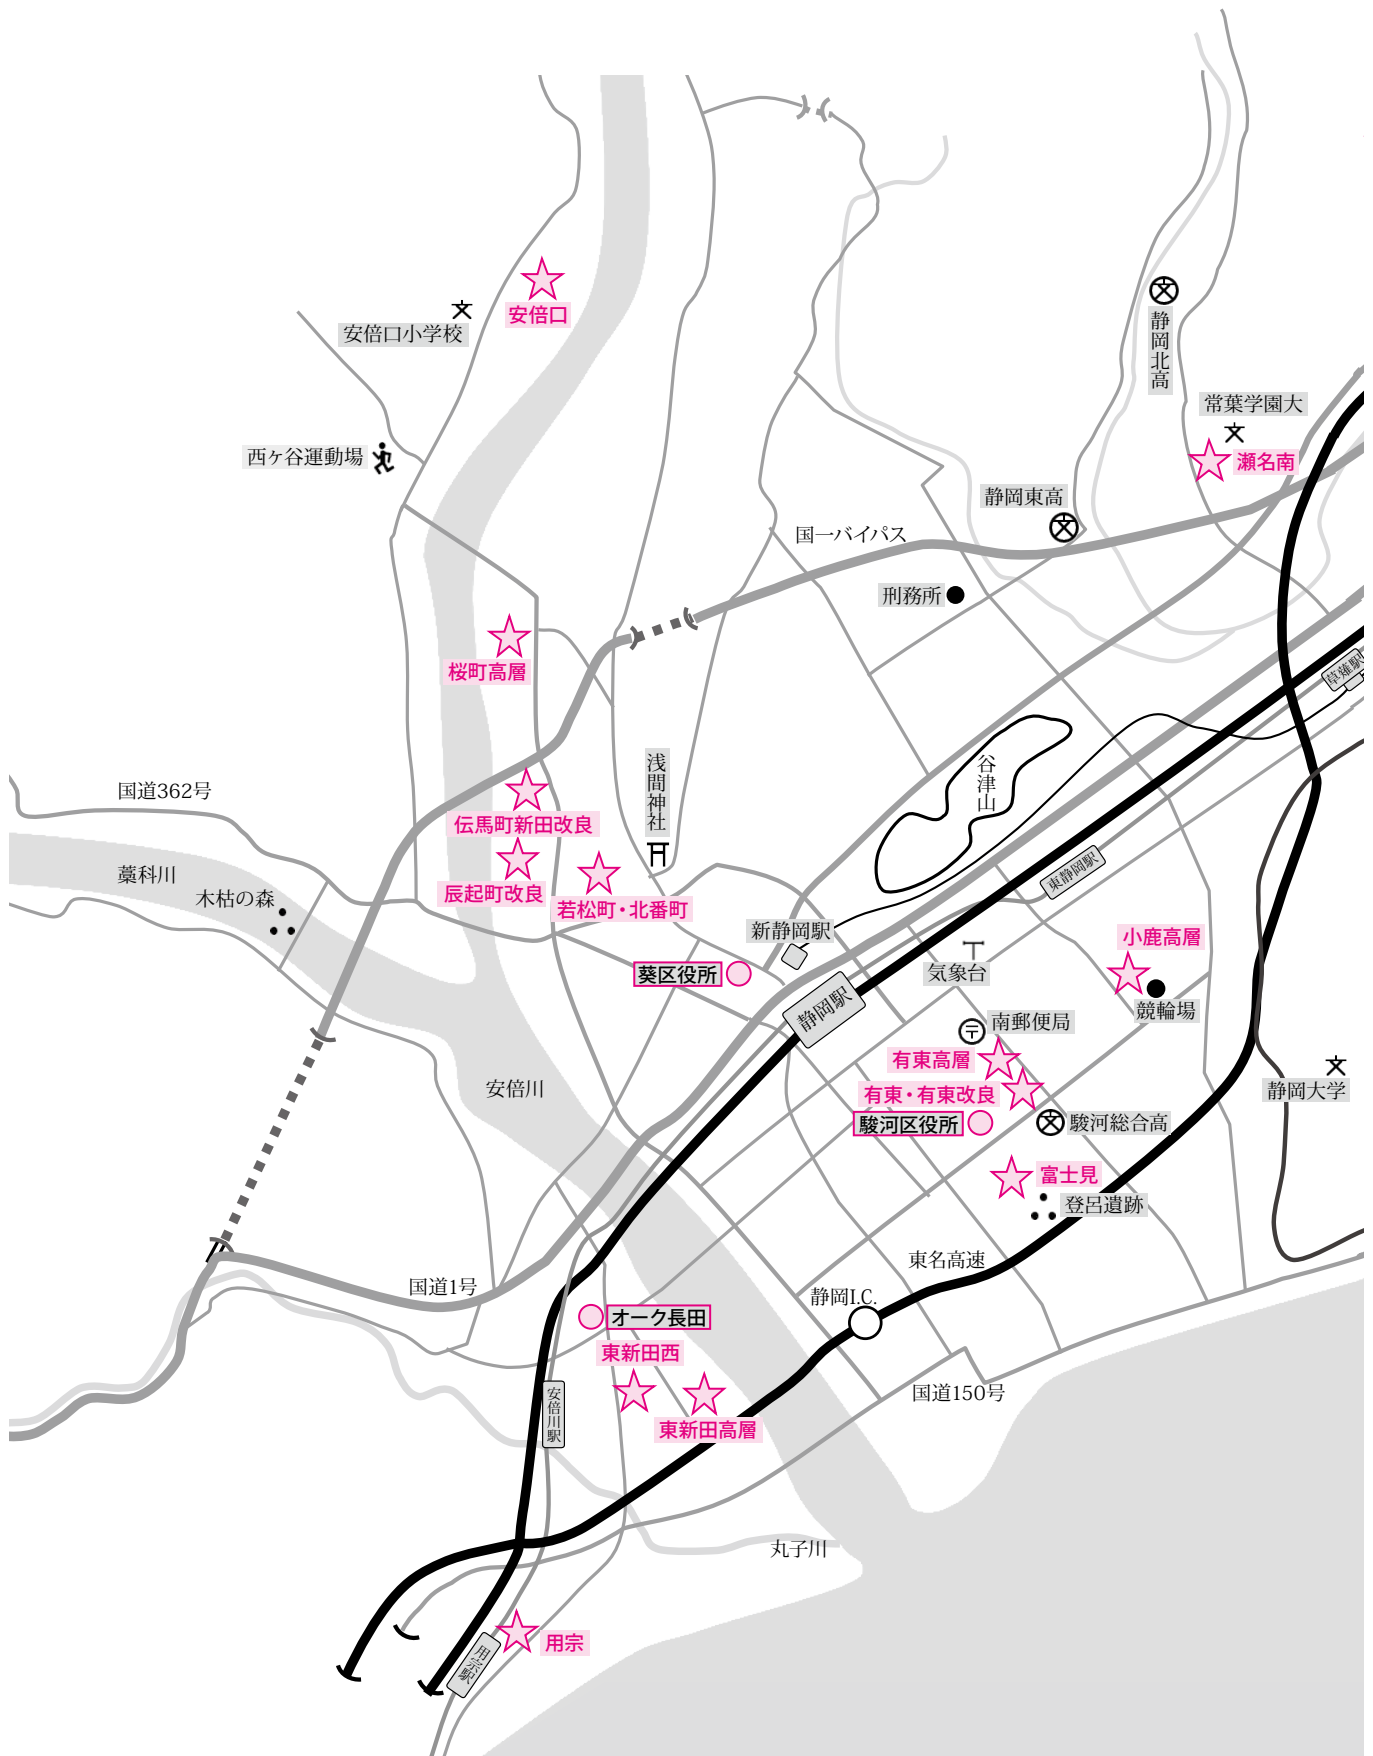 安倍口
安倍口小学校
静岡北高
常葉学園大
瀬名南
西ヶ谷運動場
静岡東高
国一バイパス
刑務所
桜町高層
草薙駅
浅間神社
谷津山
国道362号
伝馬町新田改良
藁科川
木枯の森
辰起町改良
若松町・北番町
東静岡駅
新静岡駅
小鹿高層
葵区役所
気象台
静岡駅
競輪場
南郵便局
有東高層
安倍川
有東・有東改良
静岡大学
駿河区役所
駿河総合高
富士見
登呂遺跡
東名高速
国道1号
静岡I.C.
オーク長田
東新田西
国道150号
安倍川駅
東新田高層
丸子川
用宗
用宗駅